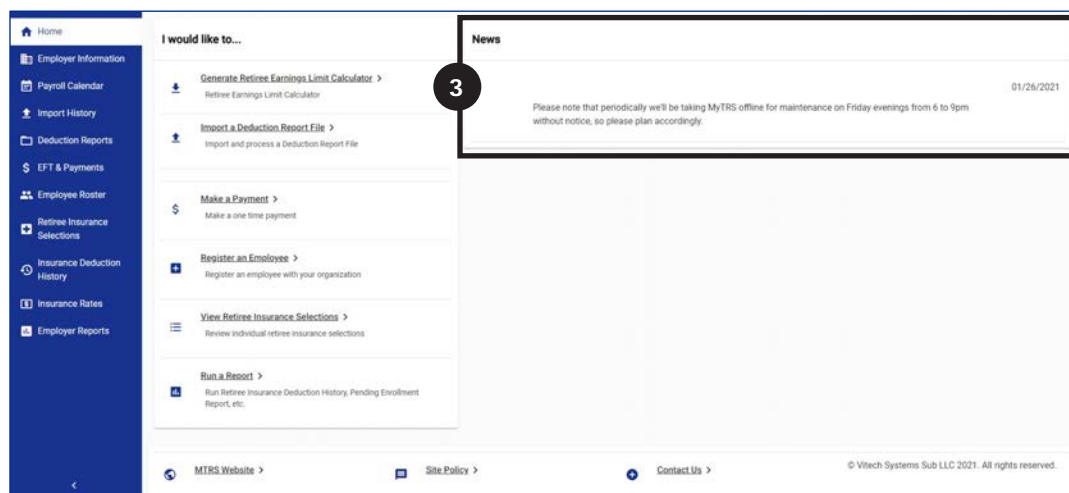 Home
Employer Information
Payroll Calendar
Import History
Deduction Reports
EFT & Payments
Employee Roster
Retiree Insurance
Selections
Insurance Deduction
History
Insurance Rates
Employer Reports
I would like to...
Generate Retiree Earnings Limit Calculator >
Retiree Earnings Limit Calculator
Import a Deduction Report File >
Import and process a Deduction Report File
Make a Payment >
Make a one time payment
Register an Employee >
Register an employee with your organization
View Retiree Insurance Selections >
Review individual retiree insurance selections
Run a Report >
Run Retiree Insurance Deduction History, Pending Enrollment
Report, etc.
News
3
01/26/2021
Please note that periodically we'll be taking MyTRS offline for maintenance on Friday evenings from 6 to 9pm
without notice, so please plan accordingly.
MTRS Website >
Site Policy >
Contact Us >
© Vitech Systems Sub LLC 2021. All rights reserved.